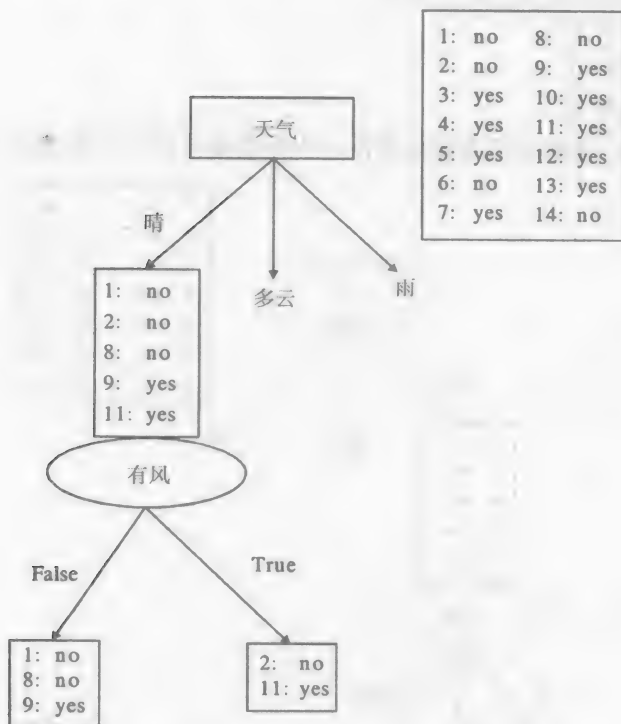 1: no 8: no
2: no 9: yes
3: yes 10: yes
4: yes 11: yes
5: yes 12: yes
6: no 13: yes
7: yes 14: no
天气
晴
多云
雨
1: no
2: no
8: no
9: yes
11: yes
有风
False
True
1: no
8: no
9: yes
2: no
11: yes